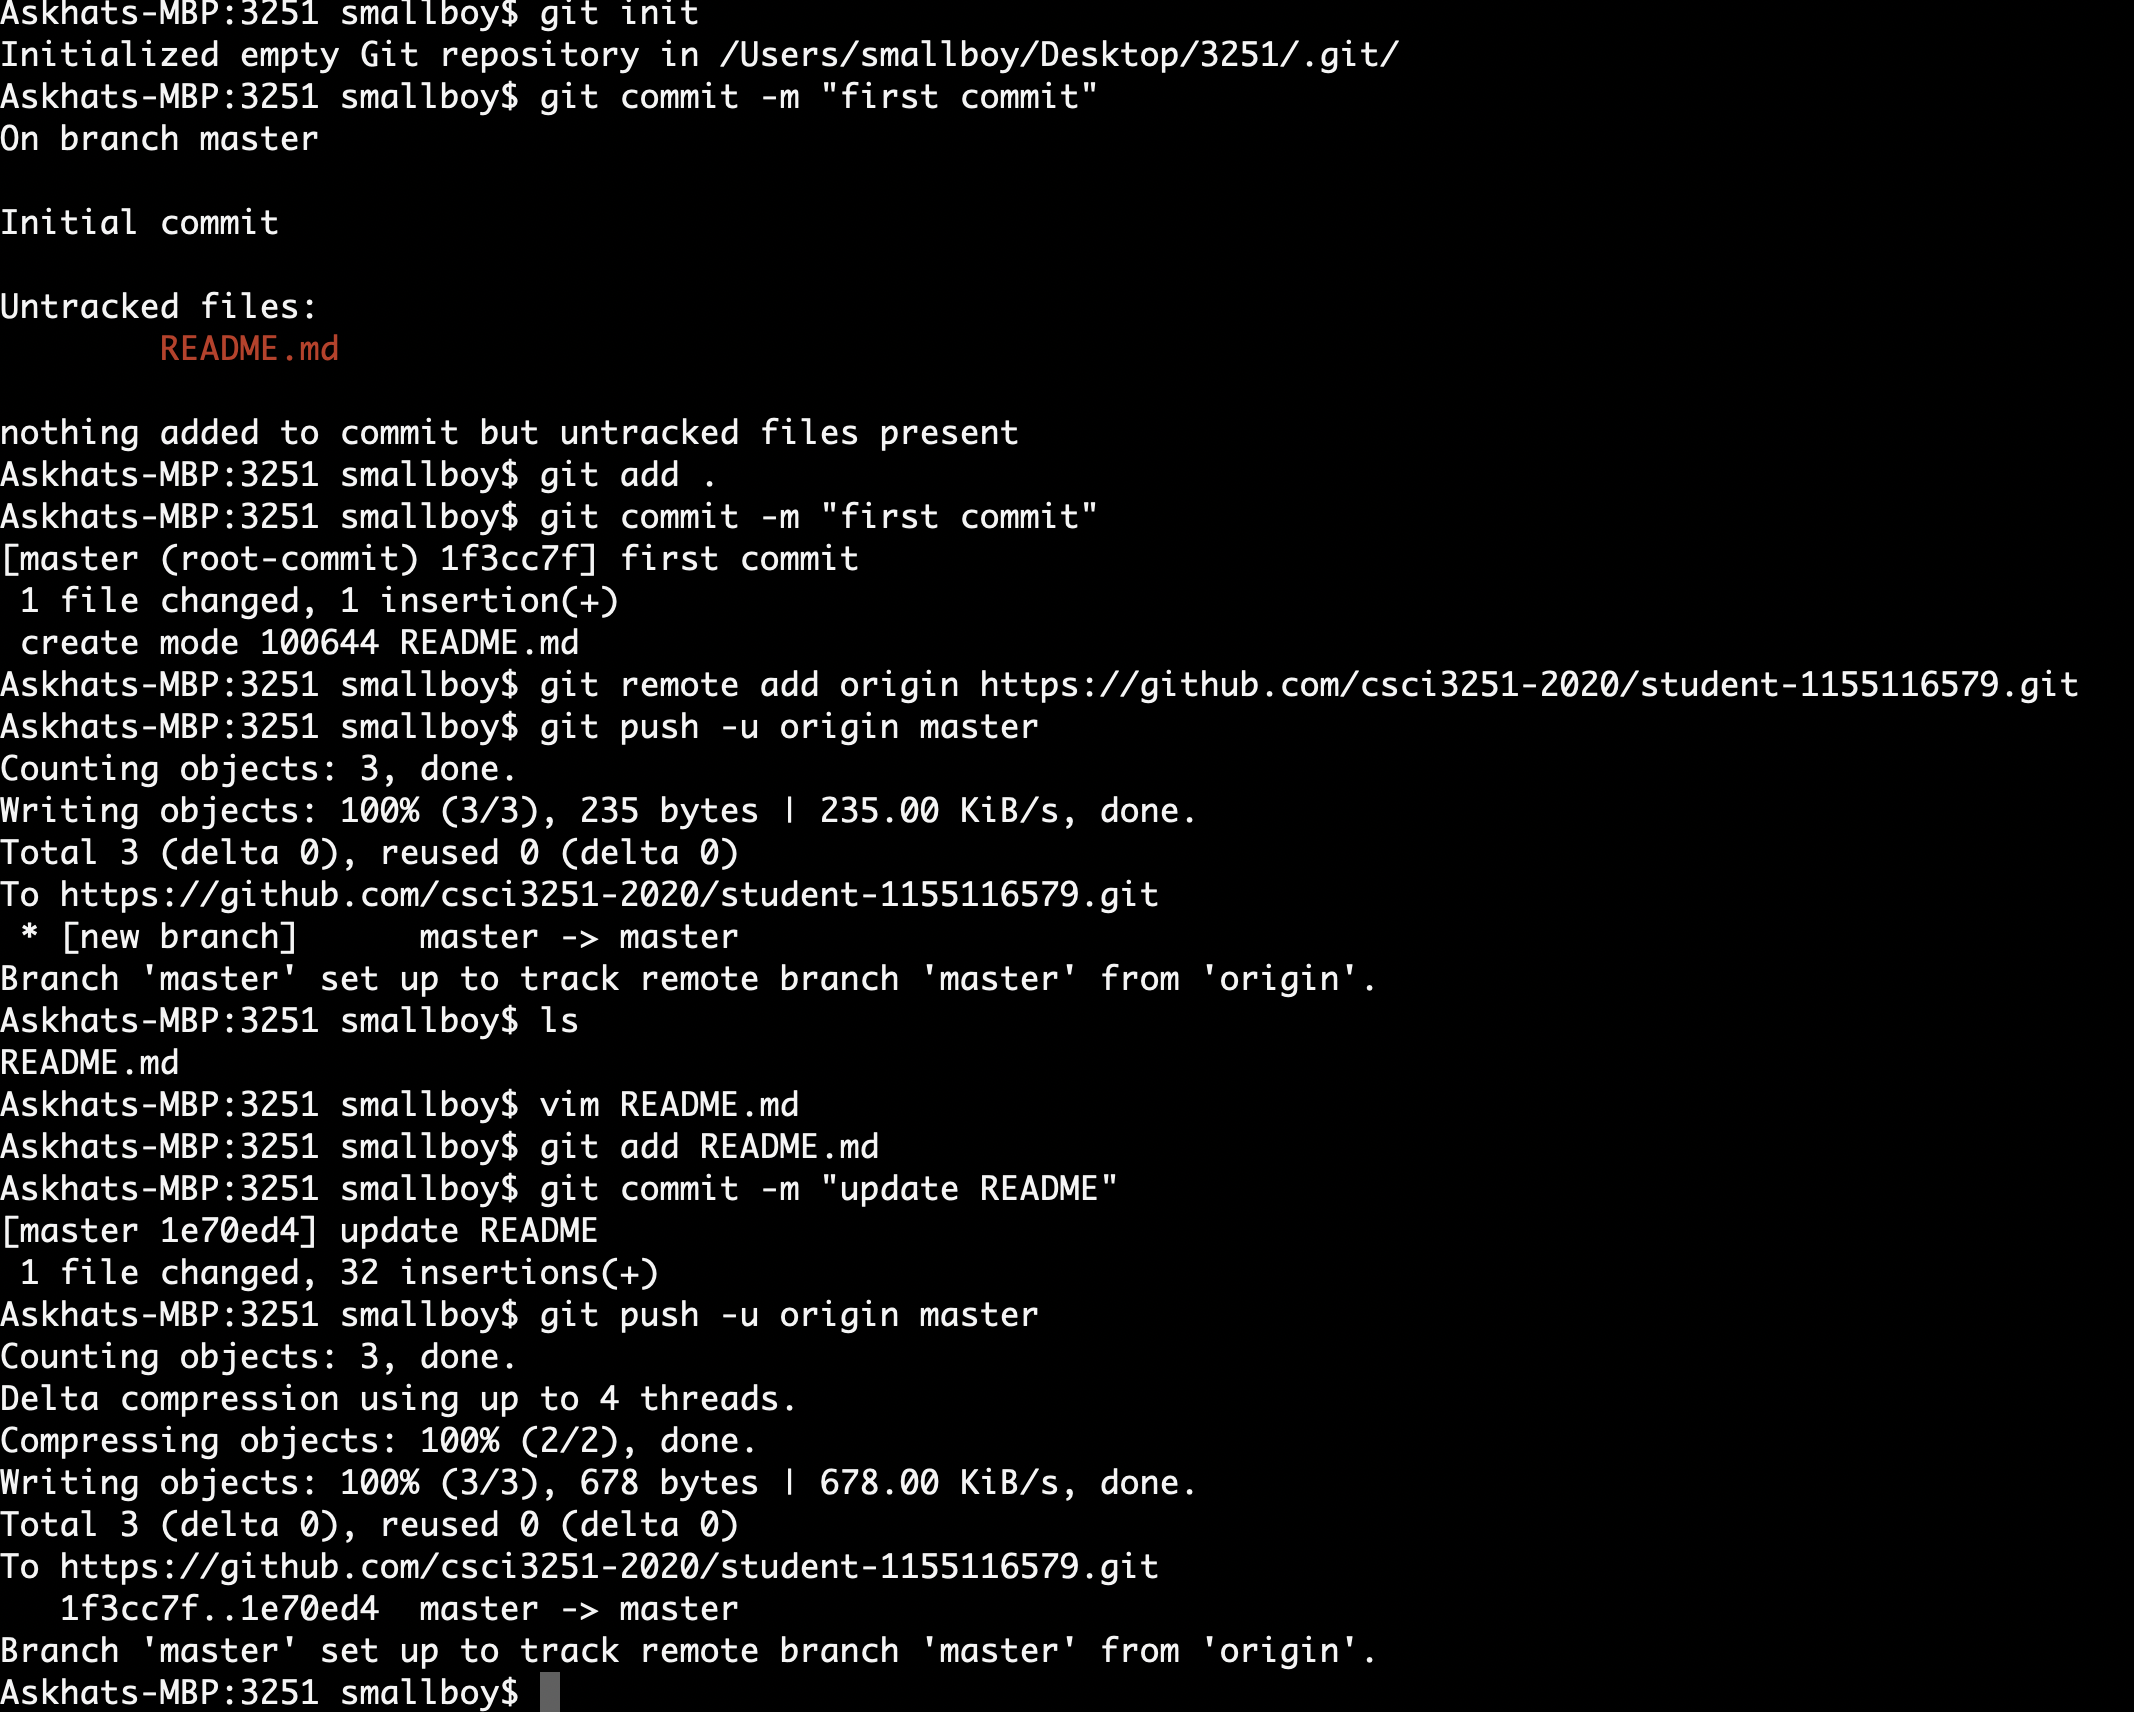 Askhats-MBP:3251 smallboy$ git init
Initialized empty Git repository in /Users/smallboy/Desktop/3251/.git/
Askhats-MBP:3251 smallboy$ git commit -m "first commit"
On branch master
Initial commit
Untracked files:
README.md
nothing added to commit but untracked files present
Askhats-MBP:3251 smallboy$ git add .
Askhats-MBP:3251 smallboy$ git commit -m "first commit"
[master (root-commit) 1f3cc7f] first commit
1 file changed, 1 insertion(+)
create mode 100644 README.md
Askhats-MBP:3251 smallboy$ git remote add origin https://github.com/csci3251-2020/student-1155116579.git
Askhats-MBP:3251 smallboy$ git push -u origin master
Counting objects: 3, done.
Writing objects: 100% (3/3), 235 bytes | 235.00 KiB/s, done.
Total 3 (delta 0), reused 0 (delta 0)
To https://github.com/csci3251-2020/student-1155116579.git
* [new branch]      master -> master
Branch 'master' set up to track remote branch 'master' from 'origin'.
Askhats-MBP:3251 smallboy$ ls
README.md
Askhats-MBP:3251 smallboy$ vim README.md
Askhats-MBP:3251 smallboy$ git add README.md
Askhats-MBP:3251 smallboy$ git commit -m "update README"
[master 1e70ed4] update README
1 file changed, 32 insertions(+)
Askhats-MBP:3251 smallboy$ git push -u origin master
Counting objects: 3, done.
Delta compression using up to 4 threads.
Compressing objects: 100% (2/2), done.
Writing objects: 100% (3/3), 678 bytes | 678.00 KiB/s, done.
Total 3 (delta 0), reused 0 (delta 0)
To https://github.com/csci3251-2020/student-1155116579.git
1f3cc7f..1e70ed4  master -> master
Branch 'master' set up to track remote branch 'master' from 'origin'.
Askhats-MBP:3251 smallboy$